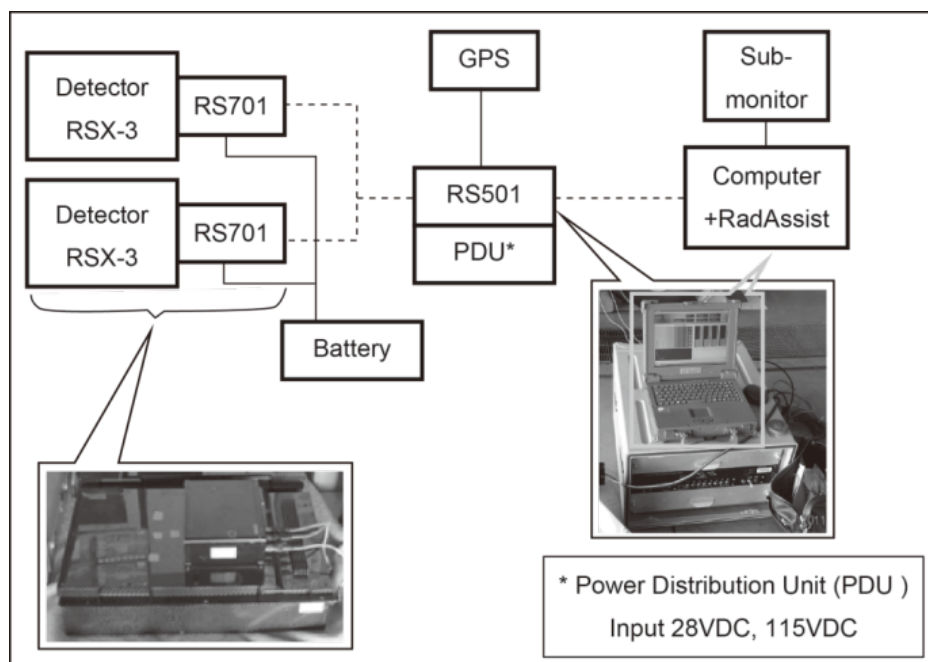 GPS
Sub-
monitor
Detector
RSX-3
RS701
Detector
RSX-3
RS701
RS501
PDU*
Computer
+RadAssist
Battery
* Power Distribution Unit (PDU )
Input 28VDC, 115VDC